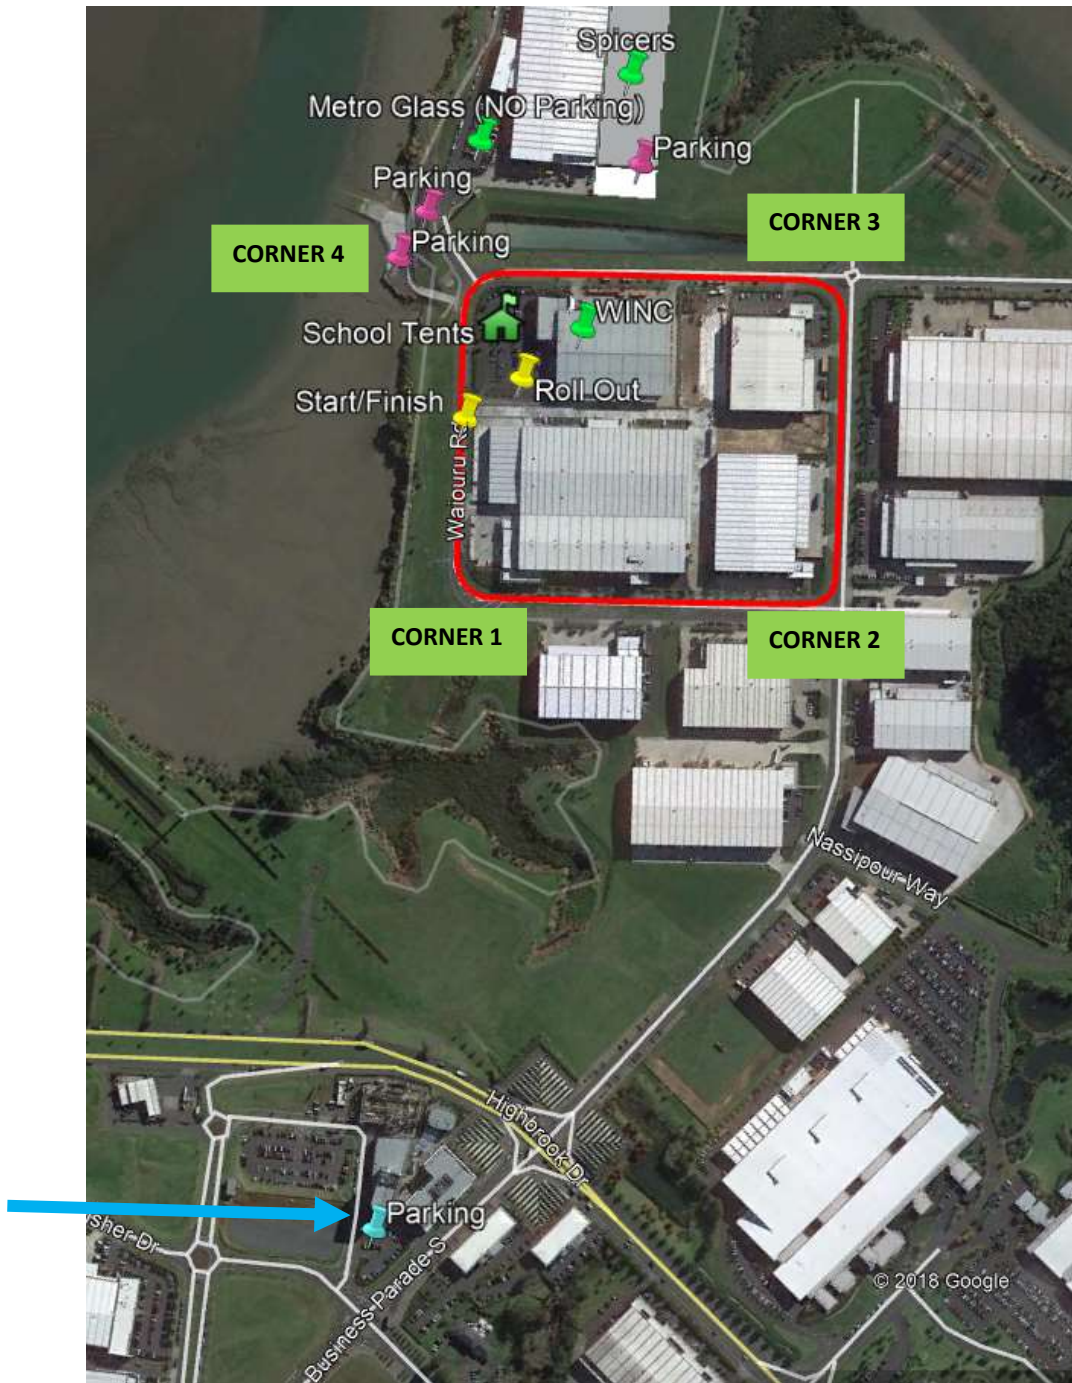 Spicers
Metro Glass (NO Parking)
Parking
Parking
CORNER 3
CORNER 4
Parking
WINC
School Tents
Roll Out
Start/Finish
Waiouru R
CORNER 1
CORNER 2
Nassipour Way
Highbrook Dr
Parking
sher Dr
Business Parade S
© 2018 Google